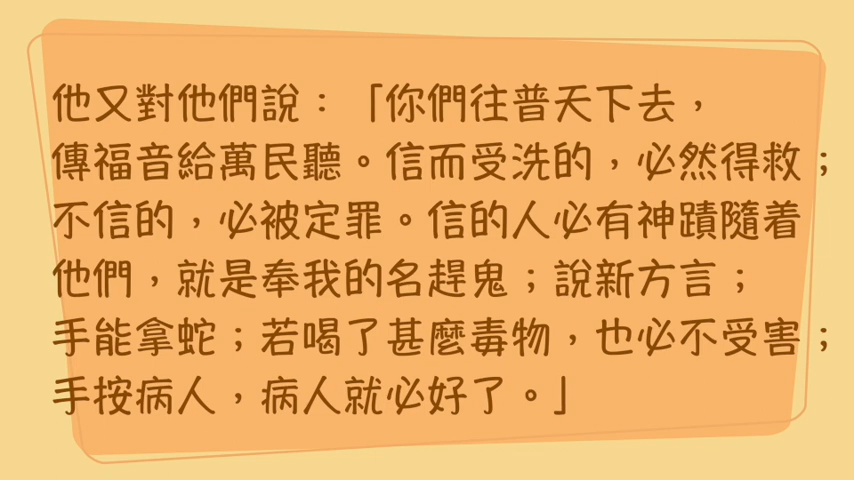 他又對他們說：「你們往普天下去，
傳福音給萬民聽。信而受洗的，必然得救；
不信的，必被定罪。信的人必有神蹟隨着
他們，就是奉我的名趕鬼；說新方言；
手能拿蛇；若喝了甚麼毒物，也必不受害；
手按病人，病人就必好了。」